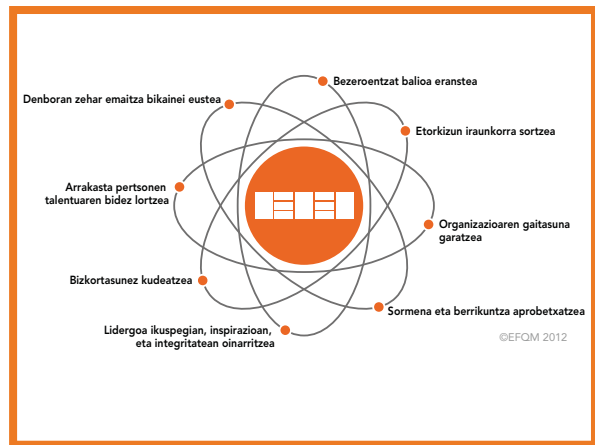 Bezeroentzat balioa eranstea
Denboran zehar emaitza bikainei eustea
Etorkizun iraunkorra sortzea
Arrakasta pertsonen
talentuaren bidez lortzea
Organizazioaren gaitasuna
garatzea
Bizkortasunez kudeatzea
Sormena eta berrikuntza aprobetxatzea
Lidergoa ikuspegian, inspirazioan,
eta integritatean oinarritzea
©EFQM 2012